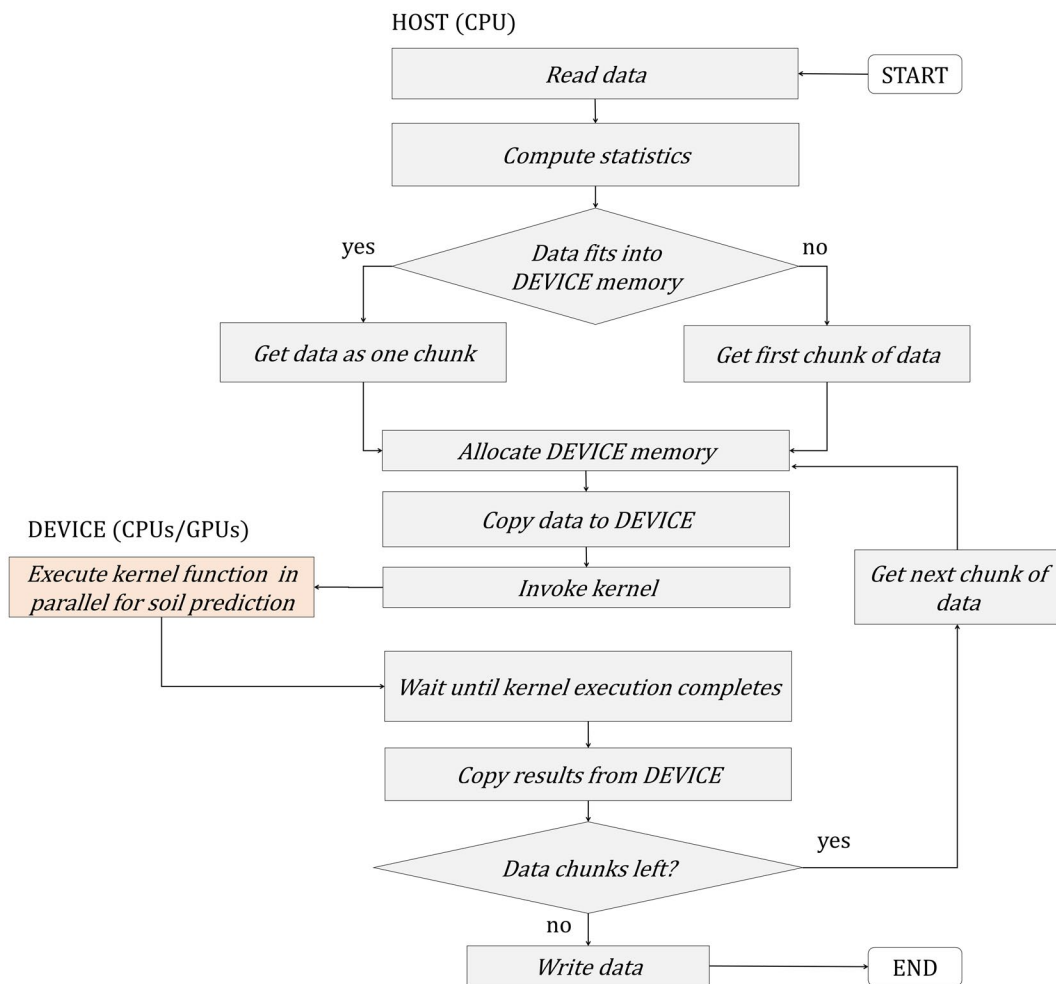 HOST (CPU)
Read data
START
Compute statistics
yes
Data fits into
DEVICE memory
no
Get data as one chunk
Get first chunk of data
Allocate DEVICE memory
Copy data to DEVICE
DEVICE (CPUs/GPUs)
Execute kernel function in
parallel for soil prediction
Invoke kernel
Get next chunk of
data
Wait until kernel execution completes
Copy results from DEVICE
Data chunks left?
yes
no
Write data
END